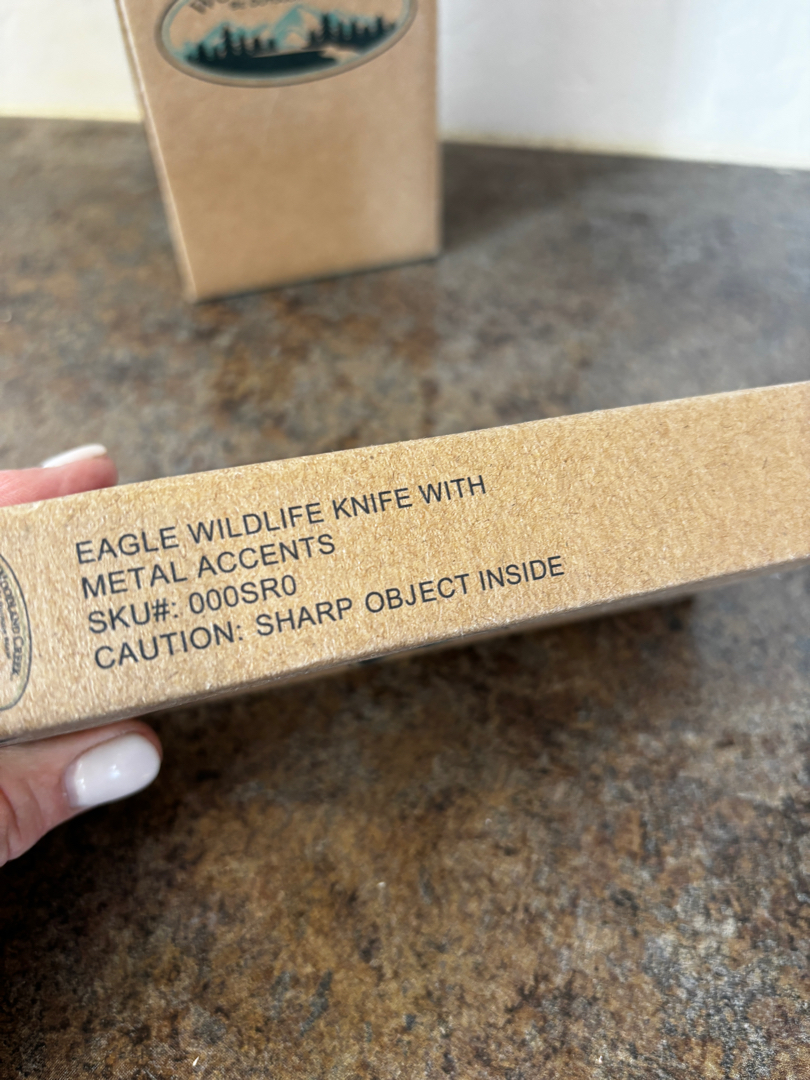 EAGLE WILDLIFE KNIFE WITH
METAL ACCENTS
SKU#: 000SR0
CAUTION: SHARP OBJECT INSIDE